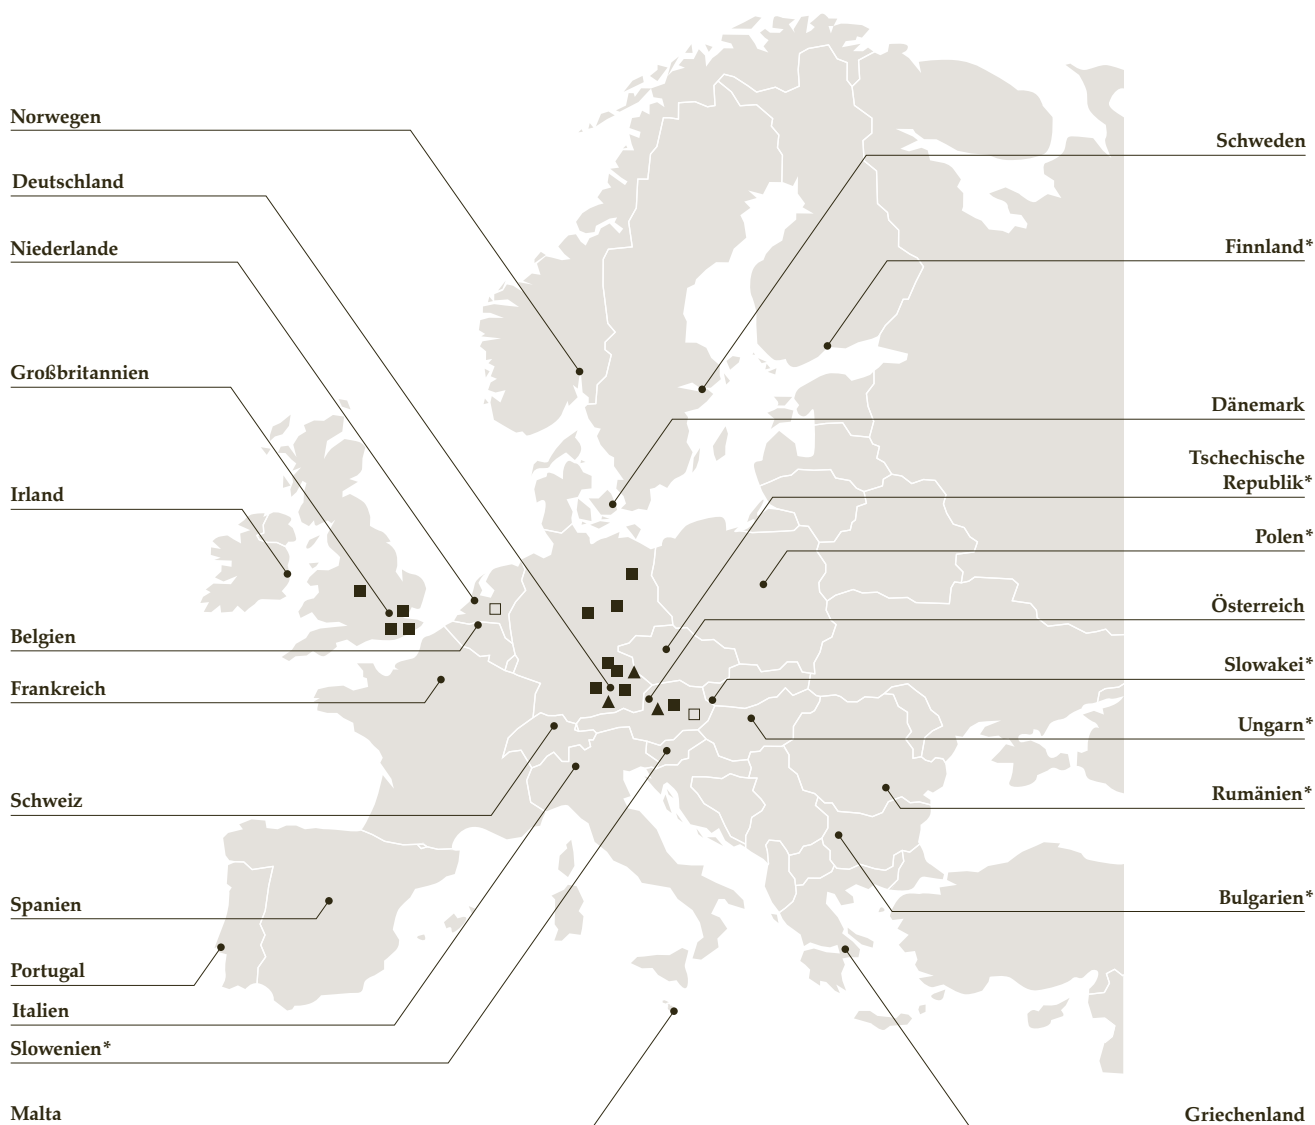 Norwegen
Deutschland
Niederlande
Großbritannien
Irland
Belgien
Frankreich
Schweiz
Spanien
Portugal
Italien
Slowenien*
Malta
Schweden
Finnland*
Dänemark
Tschechische
Republik*
Polen*
Österreich
Slowakei*
Ungarn*
Rumänien*
Bulgarien*
Griechenland